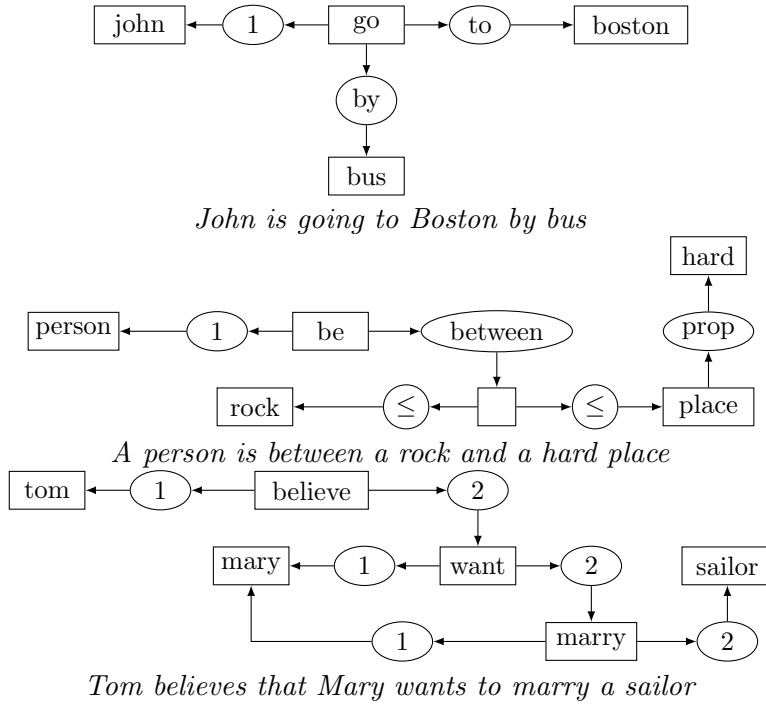 john 1 go to boston
by
bus
John is going to Boston by bus
hard
person 1 be between prop
rock ≤ ≤ place
A person is between a rock and a hard place
tom 1 believe 2
mary 1 want 2 sailor
1 marry 2
Tom believes that Mary wants to marry a sailor